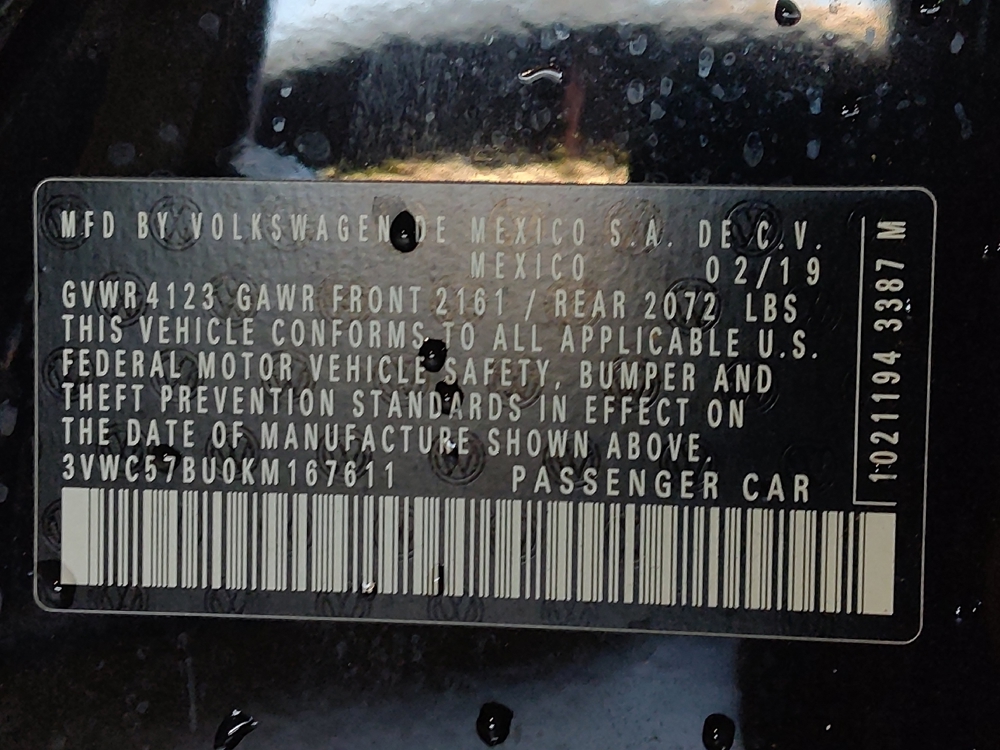 MFD BY VOLKSWAGEN DE MEXICO S.A. DE C.V.
MEXICO 02/19
GVWR 4123 GAWR FRONT 2161 / REAR 2072 LBS
THIS VEHICLE CONFORMS TO ALL APPLICABLE U.S.
FEDERAL MOTOR VEHICLE SAFETY, BUMPER AND
THEFT PREVENTION STANDARDS IN EFFECT ON
THE DATE OF MANUFACTURE SHOWN ABOVE.
3VWC57BU0KM167611 PASSENGER CAR
10211194 3387 M